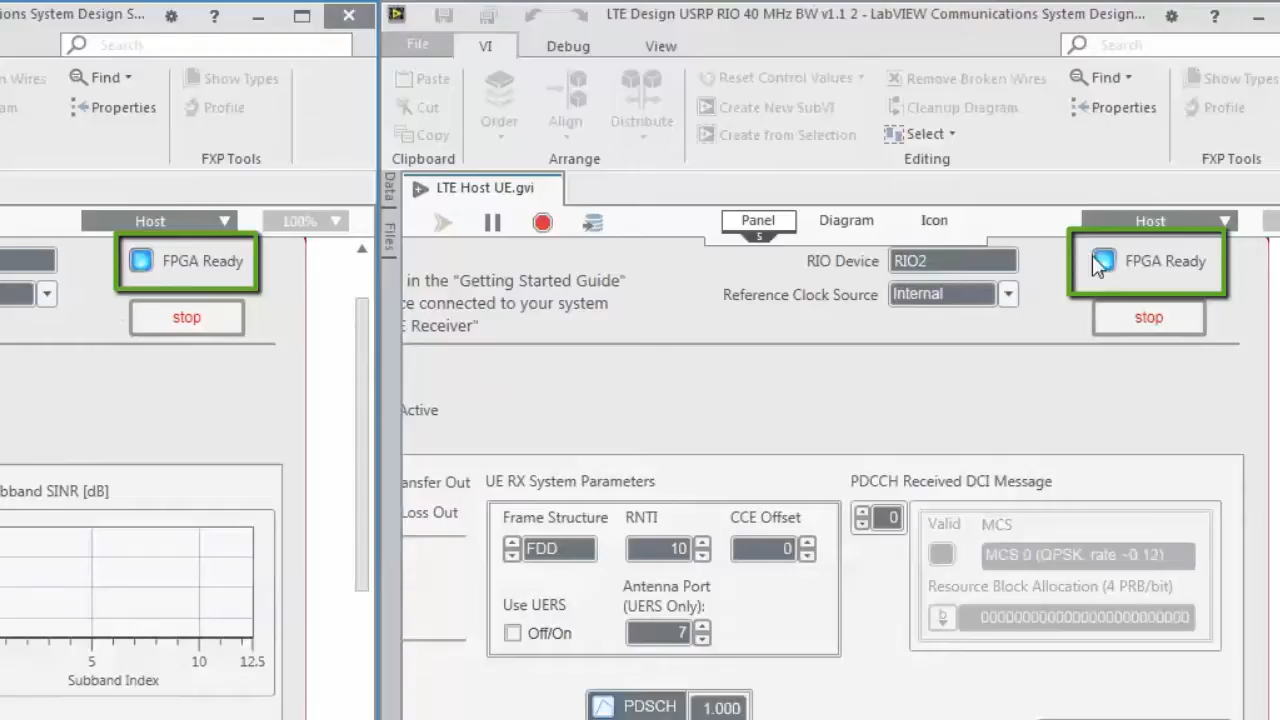 ons System Design S...
?
Search
n Wires
Find
Show Types
am
Properties
Profile
FXP Tools
Host
100%
FPGA Ready
stop
bband SINR [dB]
5
10
12.5
Subband Index
LTE Design USRP RIO 40 MHz BW v1.1 2 - LabVIEW Communications System Design...
?
File
VI
Debug
View
Search
Paste
Cut
Copy
Clipboard
Order
Align
Distribute
Arrange
Reset Control Values
Create New SubVI
Create from Selection
Remove Broken Wires
Cleanup Diagram
Select
Editing
Find
Properties
Show Types
Profile
FXP Tools
Data
Files
LTE Host UE.gvi
Panel
5
Diagram
Icon
Host
in the "Getting Started Guide"
ce connected to your system
E Receiver"
RIO Device
RIO2
Reference Clock Source
Internal
FPGA Ready
stop
Active
ansfer Out
Loss Out
UE RX System Parameters
Frame Structure
RNTI
CCE Offset
FDD
10
0
Use UERS
Off/On
Antenna Port
(UERS Only):
7
PDCCH Received DCI Message
0
Valid
MCS
MCS 0 (QPSK, rate ~0.12)
Resource Block Allocation (4 PRB/bit)
b
0000000000000000000000000
PDSCH
1.000